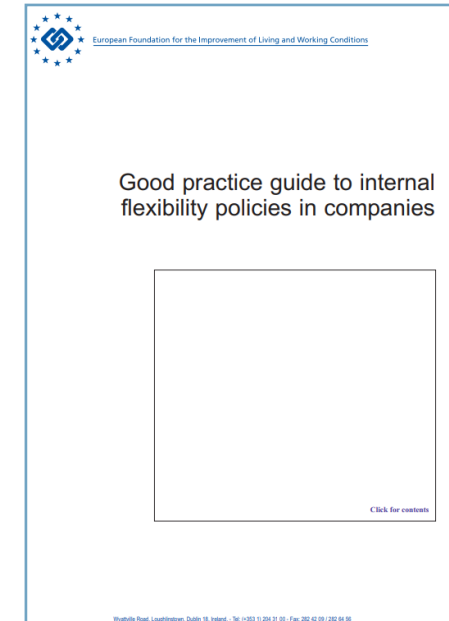 European Foundation for the Improvement of Living and Working Conditions
Good practice guide to internal
flexibility policies in companies
Click for contents
Wyattville Road, Loughlinstown, Dublin 18, Ireland. - Tel: (+353 1) 204 31 00 - Fax: 282 42 09 / 282 64 56